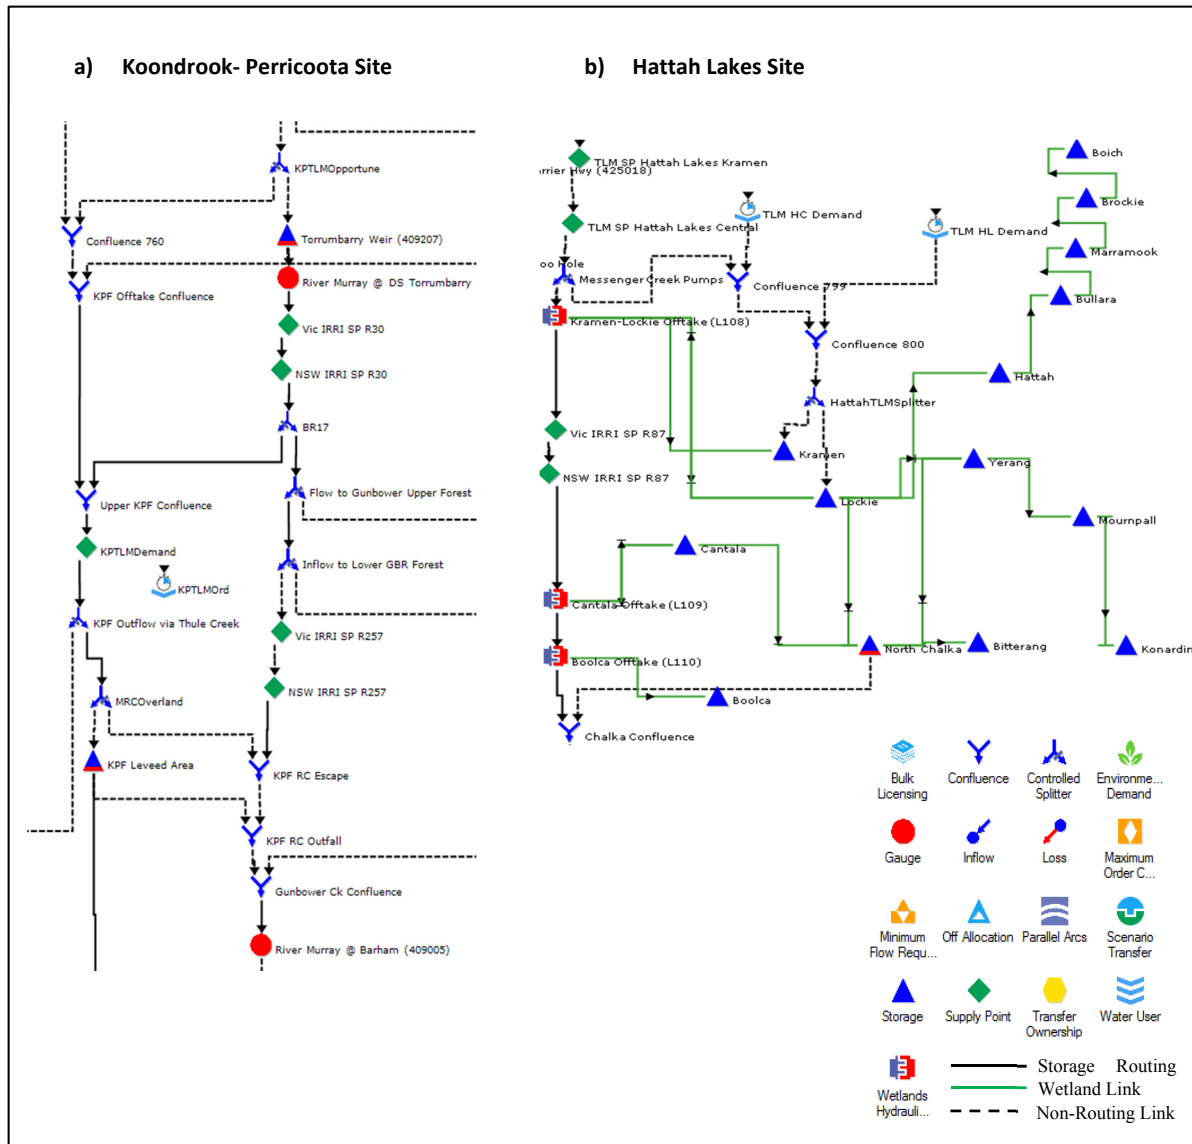 a) Koondrook- Perricoota Site
b) Hattah Lakes Site
KPTLMOpportune
Confluence 760
Torrumbarry Weir (409207)
KPF Offtake Confluence
River Murray @ DS Torrumbarry
Vic IRRI SP R30
NSW IRRI SP R30
BR17
Upper KPF Confluence
Flow to Gunbower Upper Forest
KPTLMDemand
KPTLMOrd
Inflow to Lower GBR Forest
KPF Outflow via Thule Creek
Vic IRRI SP R257
NSW IRRI SP R257
MRCOverland
KPF Leveed Area
KPF RC Escape
KPF RC Outfall
Gunbower Ck Confluence
River Murray @ Barham (409005)
TLM SP Hattah Lakes Kramen
arrier Hwy (425018)
TLM HC Demand
TLM SP Hattah Lakes Central
TLM HL Demand
oo Hole
Messenger Creek Pumps
Confluence 799
Kramen-Lockie Offtake (L108)
Confluence 800
HattahTLMSplitter
Vic IRRI SP R87
Kramen
NSW IRRI SP R87
Lockie
Cantala
Cantala Offtake (L109)
Boolca Offtake (L110)
Boolca
Chalka Confluence
North Chalka
Bitterang
Konardin
Mournpall
Yerang
Hattah
Bullara
Marramook
Brockie
Boich
Bulk
Licensing
Confluence
Controlled
Splitter
Environme...
Demand
Gauge
Inflow
Loss
Maximum
Order C...
Minimum
Flow Requ...
Off Allocation
Parallel Arcs
Scenario
Transfer
Storage
Supply Point
Transfer
Ownership
Water User
Wetlands
Hydrauli...
Storage Routing
Wetland Link
Non-Routing Link